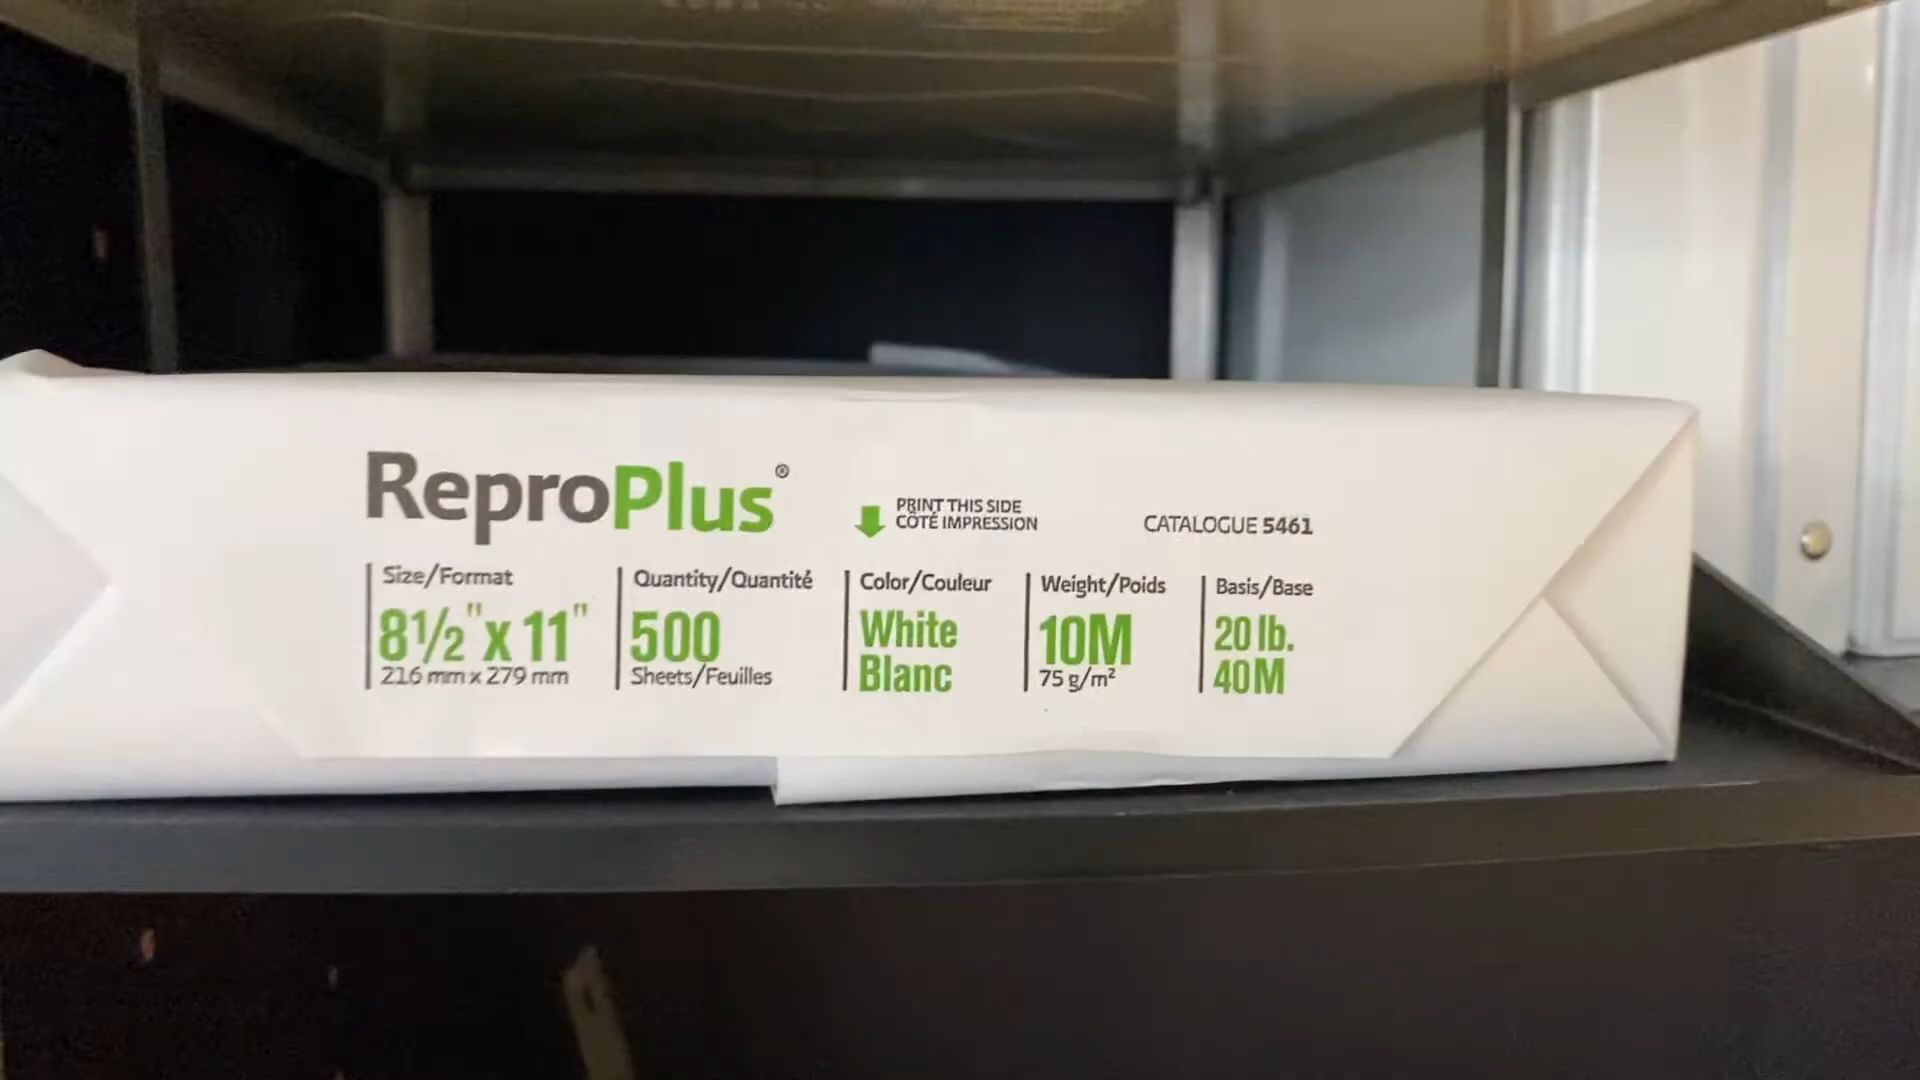 ReproPlus®
PRINT THIS SIDE
CÔTÉ IMPRESSION
CATALOGUE 5461
Size/Format
8½" x 11"
216 mm x 279 mm
Quantity/Quantité
500
Sheets/Feuilles
Color/Couleur
White
Blanc
Weight/Poids
10M
75 g/m²
Basis/Base
20 lb.
40M